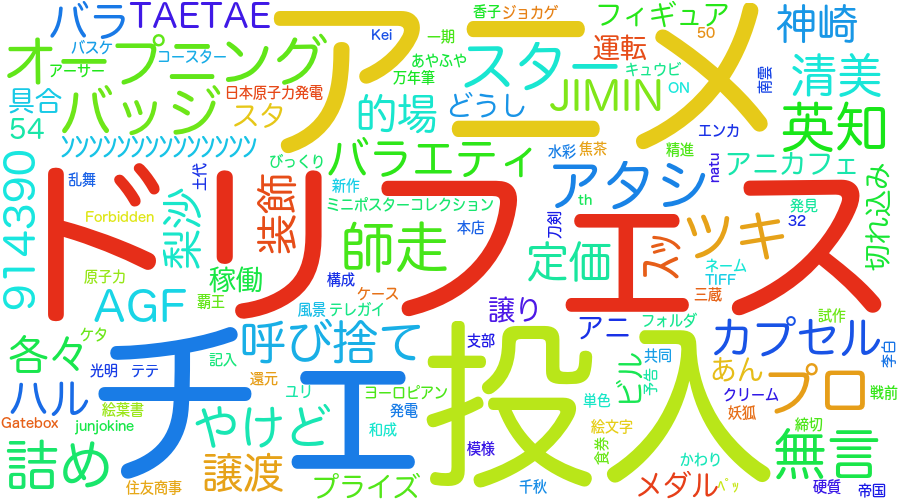 バラ
TAETAE
アニメ
香子
ジョカゲ
フィギュア
神崎
オープニング
バスケ
コースター
Kei
一期
あやふや
スター
運転
50
キュウビ
ON
南雲
清美
アーサー
万年筆
具合
54
バッジ
日本原子力発電
スタ
的場
どうし
JIMIN
エンカ
英知
ソソソソソソソソソソソソソソ
びっくり
バラエティ
水彩
焦茶
精進
natu
アニカフェ
914390
乱舞
土代
新作
アタシ
th
切れ込み
ドリフェス
梨沙
装飾
ミニポスターコレクション
師走
本店
刀剣
発見
32
Forbidden
定価
ズッ
ツキ
原子力
稼働
構成
ネーム
TIFF
AGF
覇王
ケース
三蔵
風景
テレガイ
譲り
アニ
フォルダ
試作
ケタ
各々
呼び捨て
支部
カプセル
李白
記入
チェ
投入
ビル
共同
予告
光明
テテ
還元
ユリ
ヨーロピアン
あん
プロ
ハル
絵葉書
発電
単色
クリーム
戦前
Gatebox
junjokine
やけど
和成
絵文字
妖狐
締切
詰め
模様
食券
かわり
無言
譲渡
住友商事
プライズ
千秋
メダル
ペッ
硬質
帝国